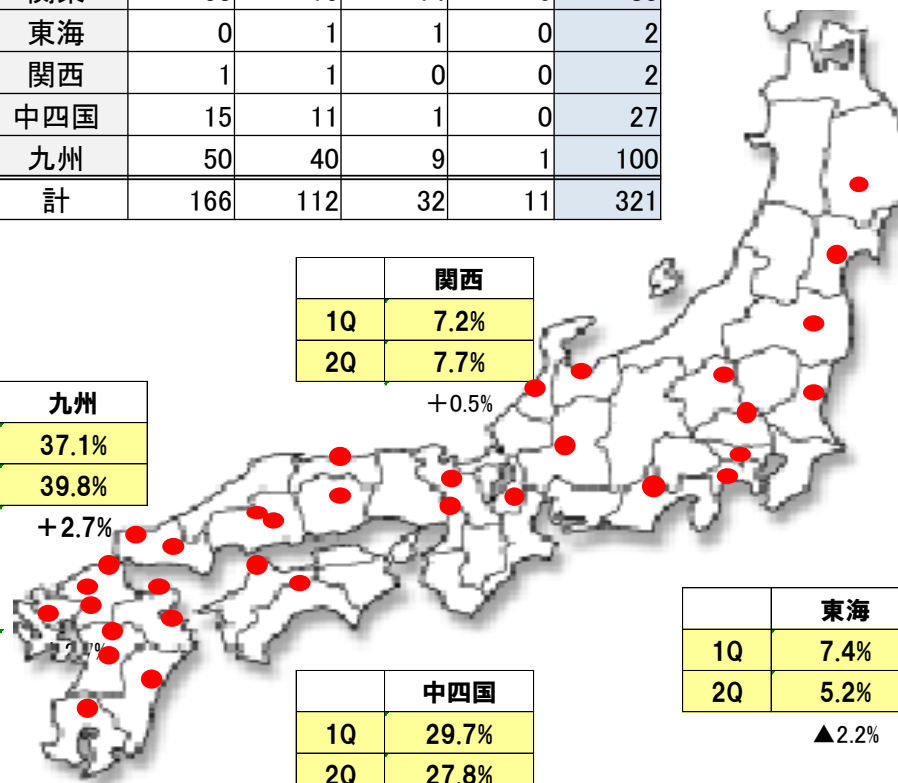 東海 0 1 1 0 2
関西 1 1 0 0 2
中四国 15 11 1 0 27
九州 50 40 9 1 100
計 166 112 32 11 321
関西
1Q 7.2%
2Q 7.7%
+0.5%
九州
37.1%
39.8%
+2.7%
東海
1Q 7.4%
2Q 5.2%
▲2.2%
中四国
1Q 29.7%
2Q 27.8%